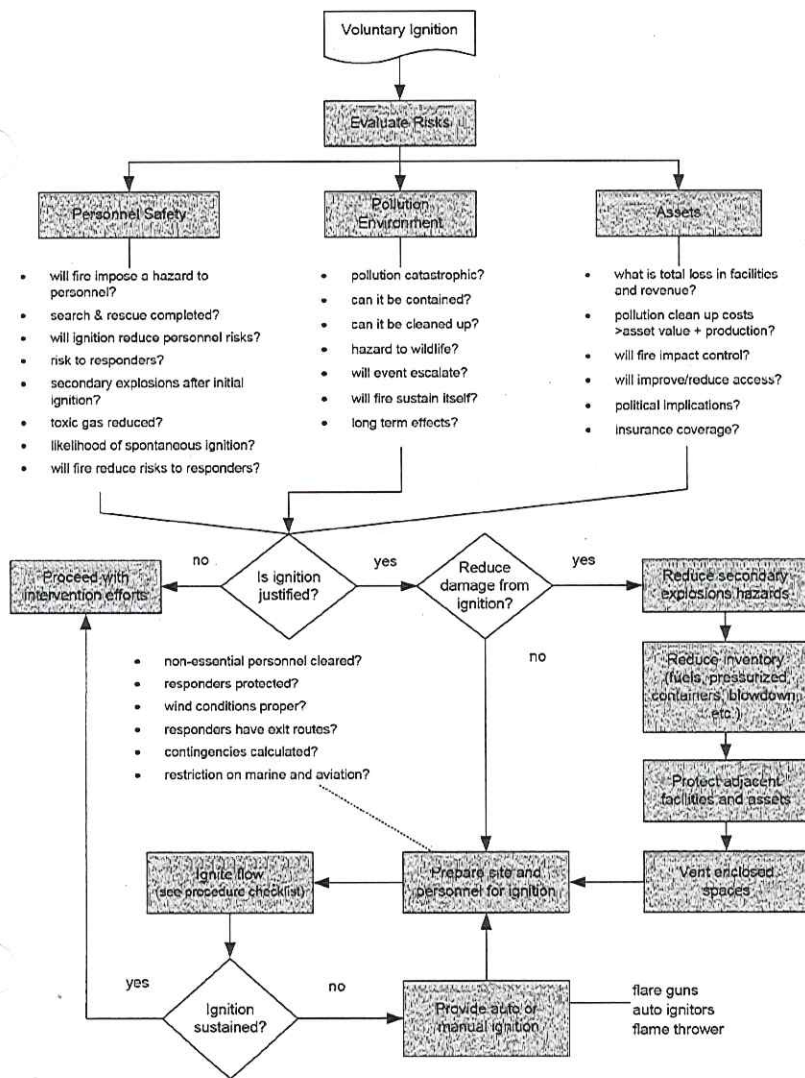 Voluntary Ignition
Evaluate Risks
Personnel Safety
Pollution
Environment
Assets
• will fire impose a hazard to
personnel?
• search & rescue completed?
• will ignition reduce personnel risks?
• risk to responders?
• secondary explosions after initial
ignition?
• toxic gas reduced?
• likelihood of spontaneous ignition?
• will fire reduce risks to responders?
• pollution catastrophic?
• can it be contained?
• can it be cleaned up?
• hazard to wildlife?
• will event escalate?
• will fire sustain itself?
• long term effects?
• what is total loss in facilities
and revenue?
• pollution clean up costs
>asset value + production?
• will fire impact control?
• will improve/reduce access?
• political implications?
• insurance coverage?
Proceed with
intervention efforts
no
Is ignition
justified?
yes
Reduce
damage from
ignition?
yes
Reduce secondary
explosions hazards
no
• non-essential personnel cleared?
• responders protected?
• wind conditions proper?
• responders have exit routes?
• contingencies calculated?
• restriction on marine and aviation?
Reduce inventory
(fuels, pressurized
containers, blowdown
etc.)
Protect adjacent
facilities and assets
Vent enclosed
spaces
Prepare site and
personnel for ignition
Ignite flow
(see procedure checklist)
yes
Ignition
sustained?
no
Provide auto or
manual ignition
flare guns
auto ignitors
flame thrower